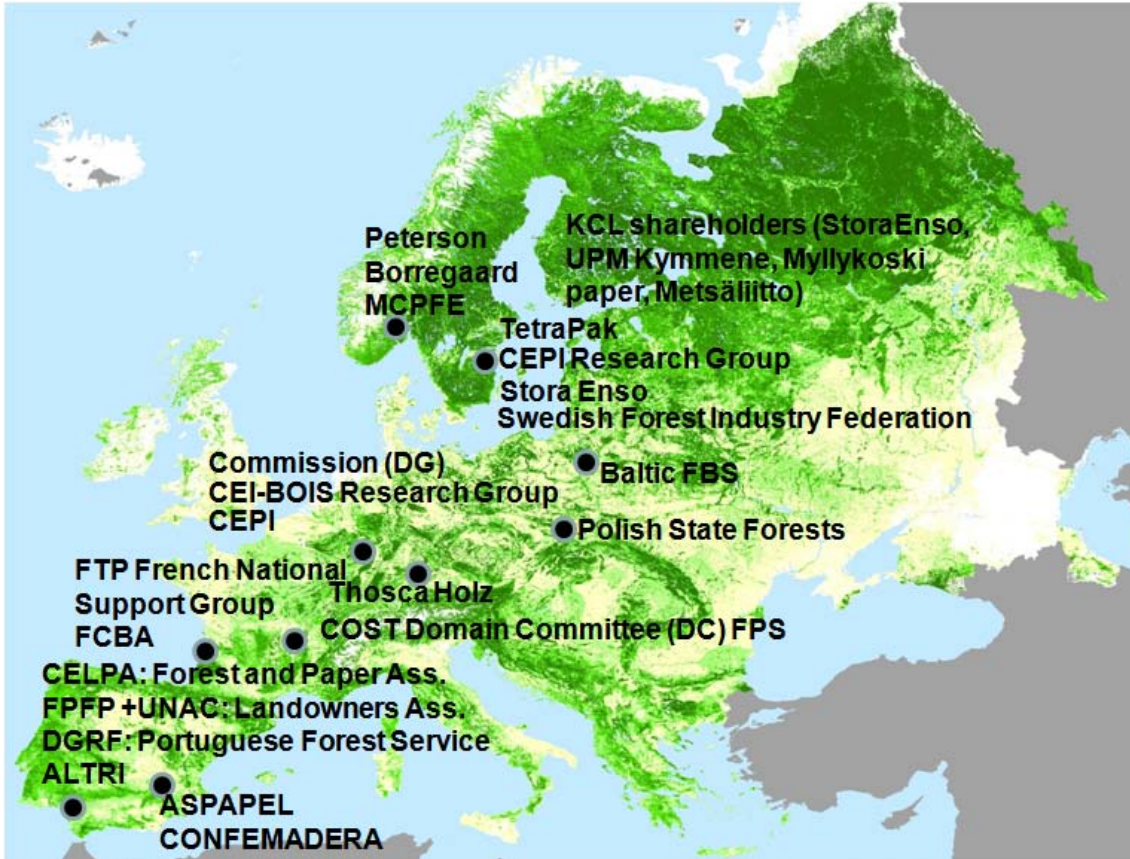 Peterson
Borregaard
MCPFE
KCL shareholders (StoraEnso,
UPM Kymmene, Myllykoski
paper, Metsäliitto)
TetraPak
CEPI Research Group
Stora Enso
Swedish Forest Industry Federation
Baltic FBS
Commission (DG)
CEI-BOIS Research Group
CEPI
Polish State Forests
FTP French National
Support Group
FCBA
Thosca Holz
COST Domain Committee (DC) FPS
CELPA: Forest and Paper Ass.
FPFP +UNAC: Landowners Ass.
DGRF: Portuguese Forest Service
ALTRI
ASPAPEL
CONFEMADERA